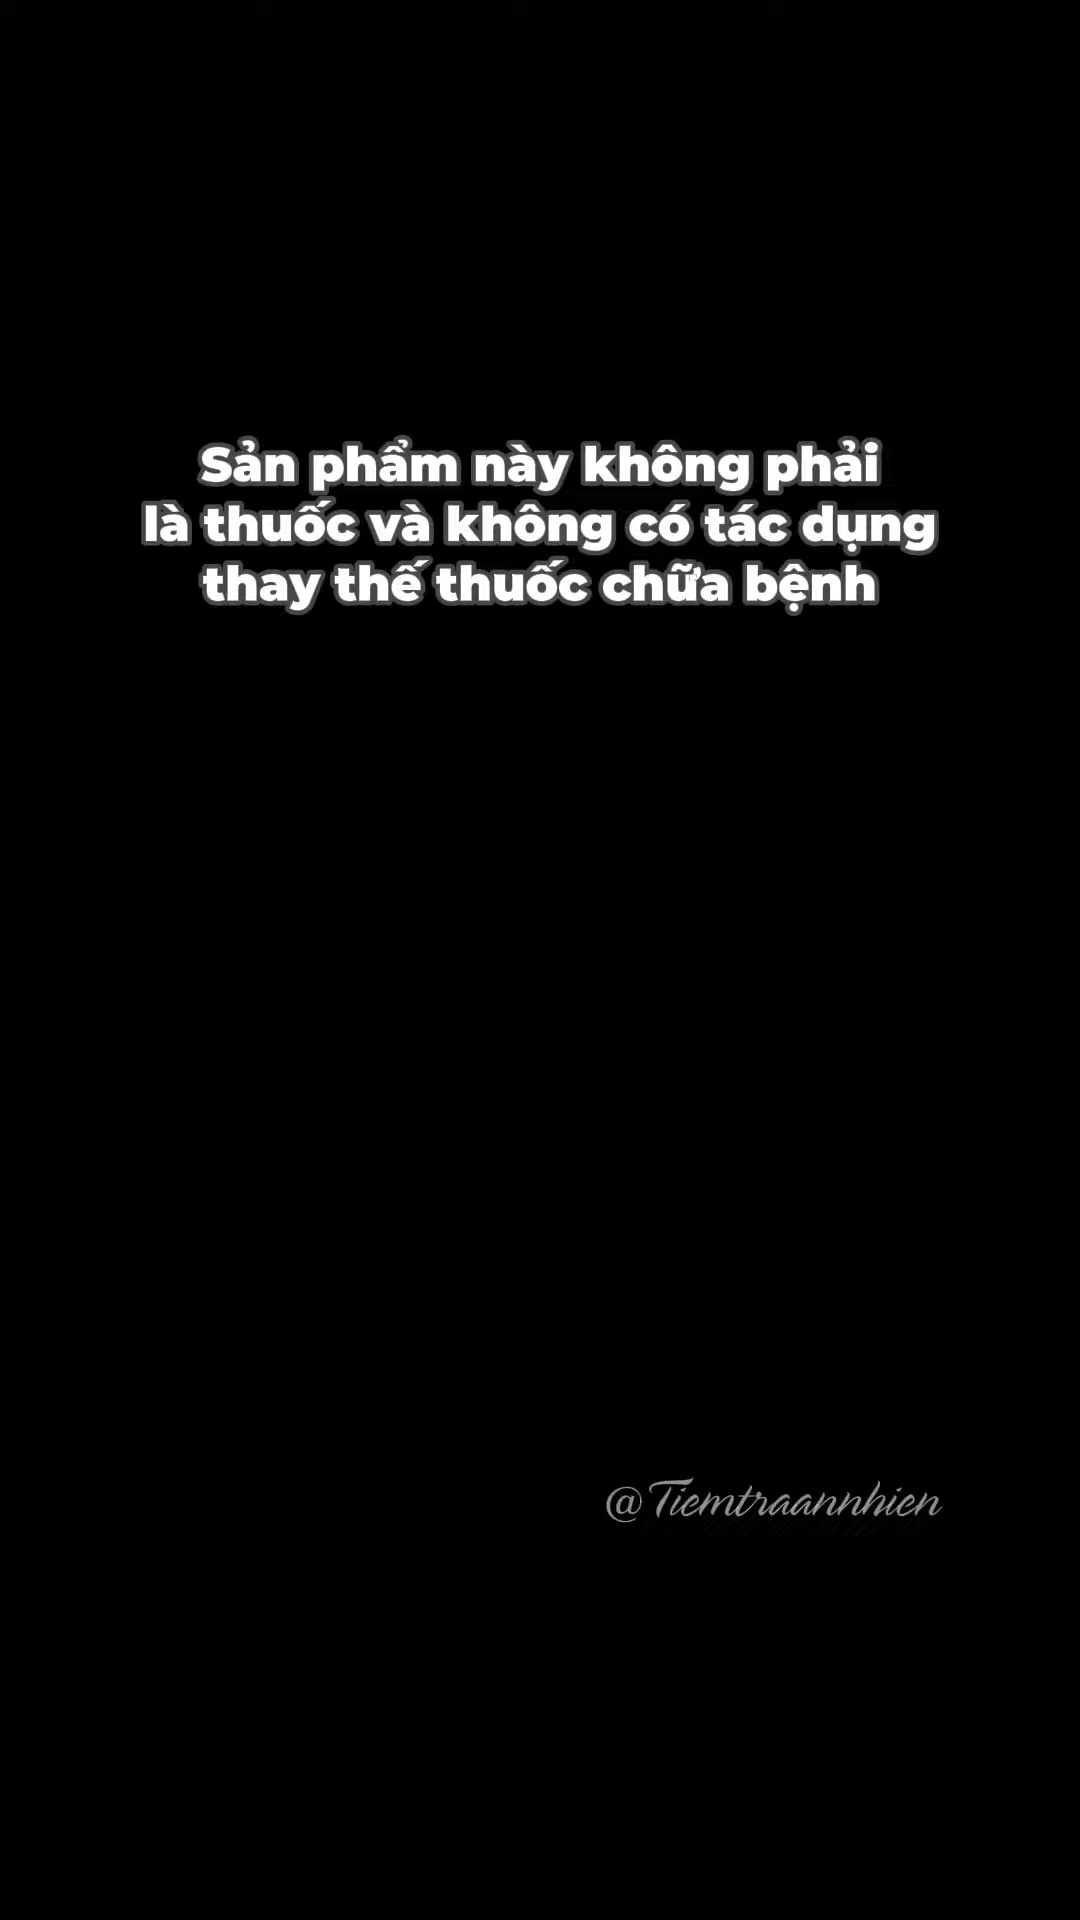 Sản phẩm này không phải
là thuốc và không có tác dụng
thay thế thuốc chữa bệnh
@Tiemtraannhien